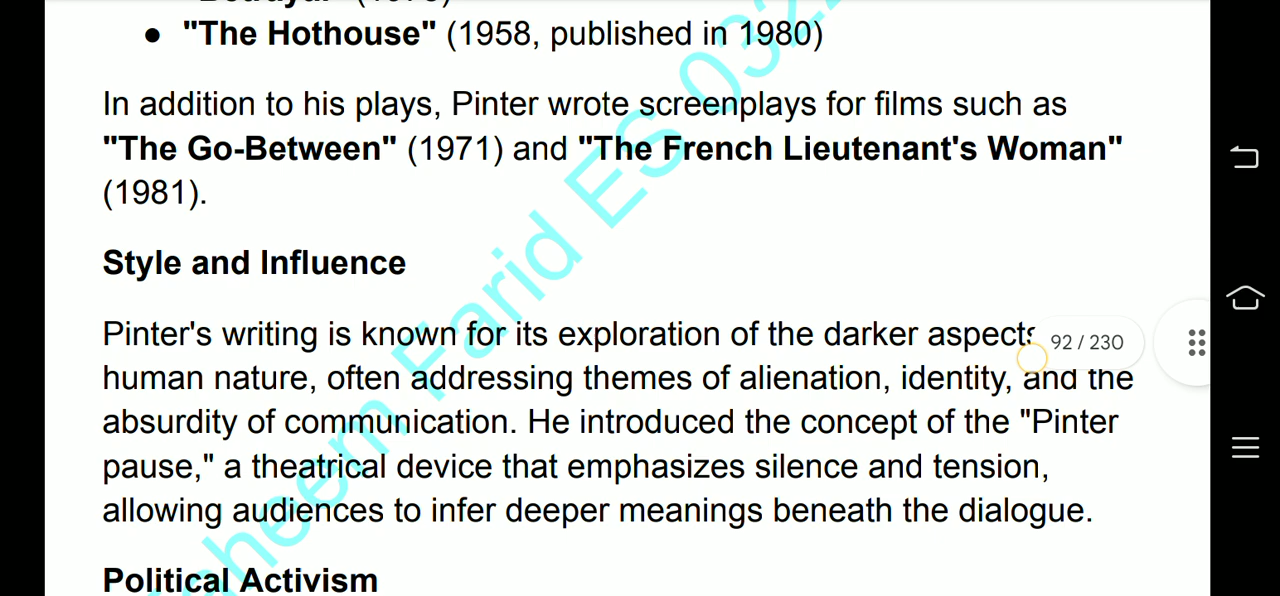 ● "The Hothouse" (1958, published in 1980)
In addition to his plays, Pinter wrote screenplays for films such as
"The Go-Between" (1971) and "The French Lieutenant's Woman"
(1981).
Style and Influence
Pinter's writing is known for its exploration of the darker aspects
92 / 230
human nature, often addressing themes of alienation, identity, and the
absurdity of communication. He introduced the concept of the "Pinter
pause," a theatrical device that emphasizes silence and tension,
allowing audiences to infer deeper meanings beneath the dialogue.
Political Activism
Farid ES